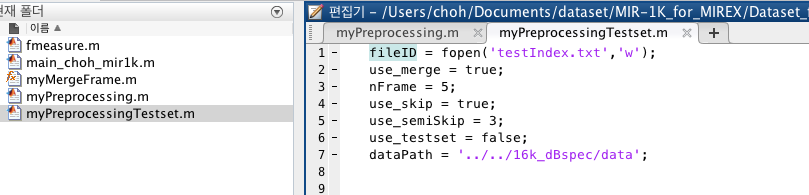 현재 폴더
편집기 - /Users/choh/Documents/dataset/MIR-1K_for_MIREX/Dataset_
이름
fmeasure.m
main_choh_mir1k.m
myMergeFrame.m
myPreprocessing.m
myPreprocessingTestset.m
myPreprocessing.m × myPreprocessingTestset.m × +
1 - fileID = fopen('testIndex.txt','w');
2 - use_merge = true;
3 - nFrame = 5;
4 - use_skip = true;
5 - use_semiSkip = 3;
6 - use_testset = false;
7 - dataPath = '../../16k_dBspec/data';
8
9